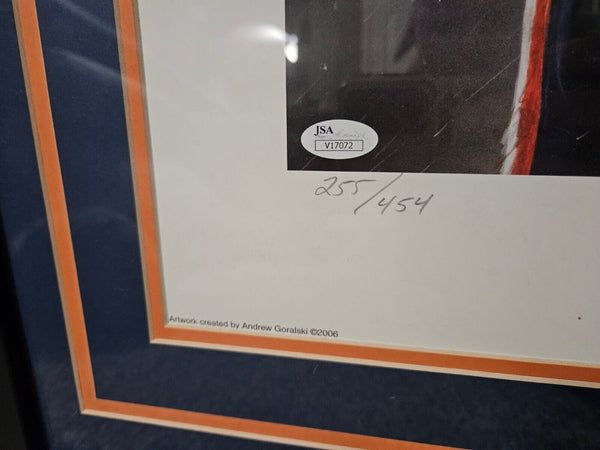 JSA
V17072
255/454
Artwork created by Andrew Goralski ©2006